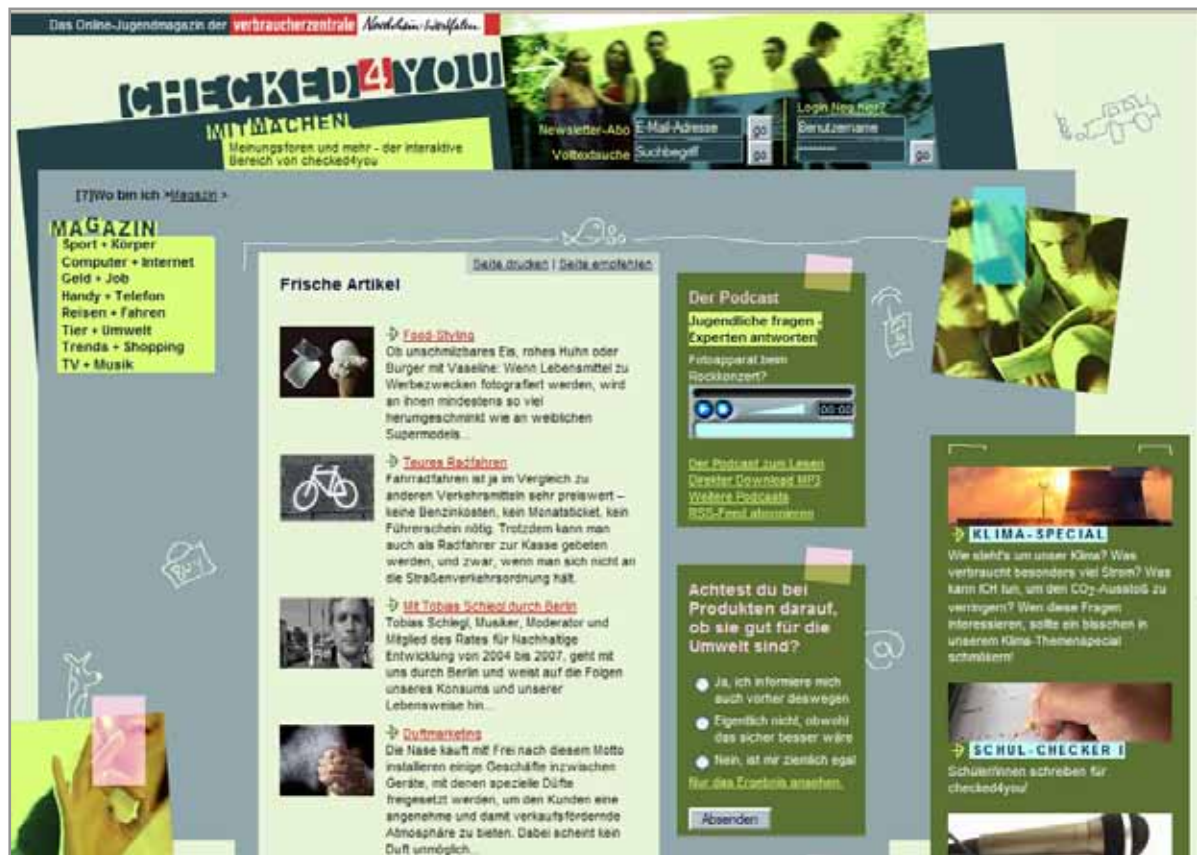 Das Online-Jugendmagazin der verbraucherzentrale Nordrhein-Westfalen
CHECKED4YOU
MITMACHEN
Meinungsforen und mehr - der interaktive
Bereich von checked4you
Newsletter-Abo E-Mail-Adresse go
Volltextsuche Suchbegriff go
Login Neu hier?
Benutzername
go
[?]Wo bin ich >Magazin >
MAGAZIN
Sport + Körper
Computer + Internet
Geld + Job
Handy + Telefon
Reisen + Fahren
Tier + Umwelt
Trends + Shopping
TV + Musik
Seite drucken | Seite empfehlen
Frische Artikel
Food-Styling
Ob unschmilzbares Eis, rohes Huhn oder
Burger mit Vaseline: Wenn Lebensmittel zu
Werbezwecken fotografiert werden, wird
an ihnen mindestens so viel
herumgeschminkt wie an weiblichen
Supermodels...
Teures Radfahren
Fahrradfahren ist ja im Vergleich zu
anderen Verkehrsmitteln sehr preiswert –
keine Benzinkosten, kein Monatsticket, kein
Führerschein nötig. Trotzdem kann man
auch als Radfahrer zur Kasse gebeten
werden, und zwar, wenn man sich nicht an
die Straßenverkehrsordnung hält.
Mit Tobias Schlegl durch Berlin
Tobias Schlegl, Musiker, Moderator und
Mitglied des Rates für Nachhaltige
Entwicklung von 2004 bis 2007, geht mit
uns durch Berlin und weist auf die Folgen
unseres Konsums und unserer
Lebensweise hin...
Duftmarketing
Die Nase kauft mit! Frei nach diesem Motto
installieren einige Geschäfte inzwischen
Geräte, mit denen spezielle Düfte
freigesetzt werden, um den Kunden eine
angenehme und damit verkaufsfördernde
Atmosphäre zu bieten. Dabei scheint kein
Duft unmöglich...
Der Podcast
Jugendliche fragen -
Experten antworten
Fotoapparat beim
Rockkonzert?
00:00
Der Podcast zum Lesen
Direkter Download MP3
Weitere Podcasts
RSS-Feed abonnieren
Achtest du bei
Produkten darauf,
ob sie gut für die
Umwelt sind?
Ja, ich informiere mich
auch vorher deswegen
Eigentlich nicht, obwohl
das sicher besser wäre
Nein, ist mir ziemlich egal
Nur das Ergebnis ansehen.
Absenden
BUY
@
KLIMA-SPECIAL
Wie steht's um unser Klima? Was
verbraucht besonders viel Strom? Was
kann ICH tun, um den CO2-Ausstoß zu
verringern? Wen diese Fragen
interessieren, sollte ein bisschen in
unserem Klima-Themenspecial
schmökern!
SCHUL-CHECKER I
SchülerInnen schreiben für
checked4you!